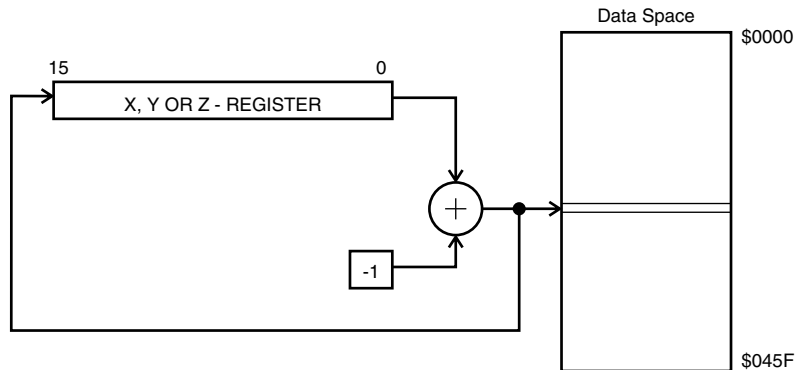 Data Space
$0000
15 0
X, Y OR Z - REGISTER
+
-1
$045F